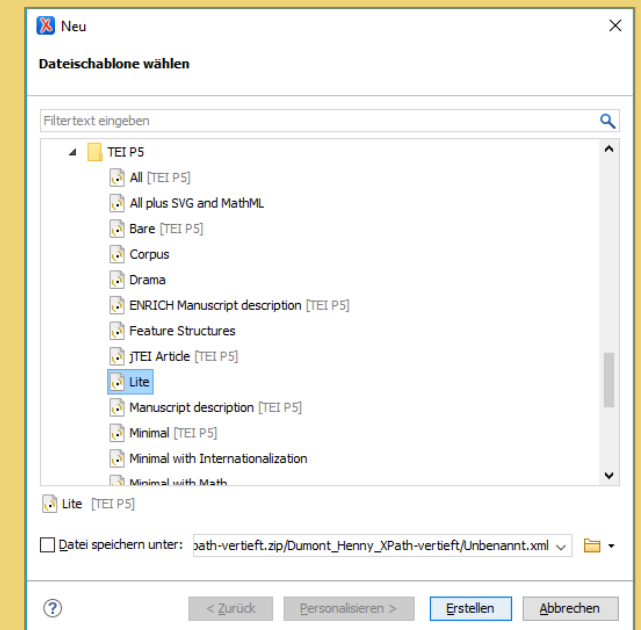 Neu
Dateischablone wählen
Filtertext eingeben
TEI P5
All [TEI P5]
All plus SVG and MathML
Bare [TEI P5]
Corpus
Drama
ENRICH Manuscript description [TEI P5]
Feature Structures
jTEI Article [TEI P5]
Lite
Manuscript description [TEI P5]
Minimal [TEI P5]
Minimal with Internationalization
Minimal with Math
Lite [TEI P5]
Datei speichern unter: path-vertieft.zip/Dumont_Henny_XPath-vertieft/Unbenannt.xml
? < Zurück Personalisieren > Erstellen Abbrechen